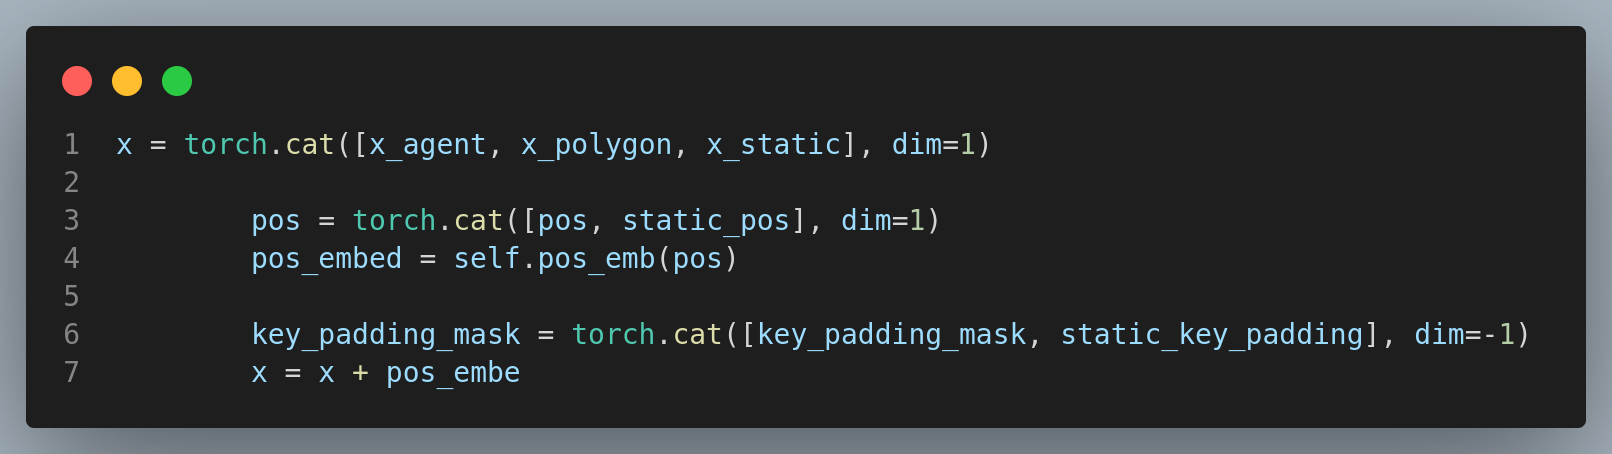 1 x = torch.cat([x_agent, x_polygon, x_static], dim=1)
2
3         pos = torch.cat([pos, static_pos], dim=1)
4         pos_embed = self.pos_emb(pos)
5
6         key_padding_mask = torch.cat([key_padding_mask, static_key_padding], dim=-1)
7         x = x + pos_embe